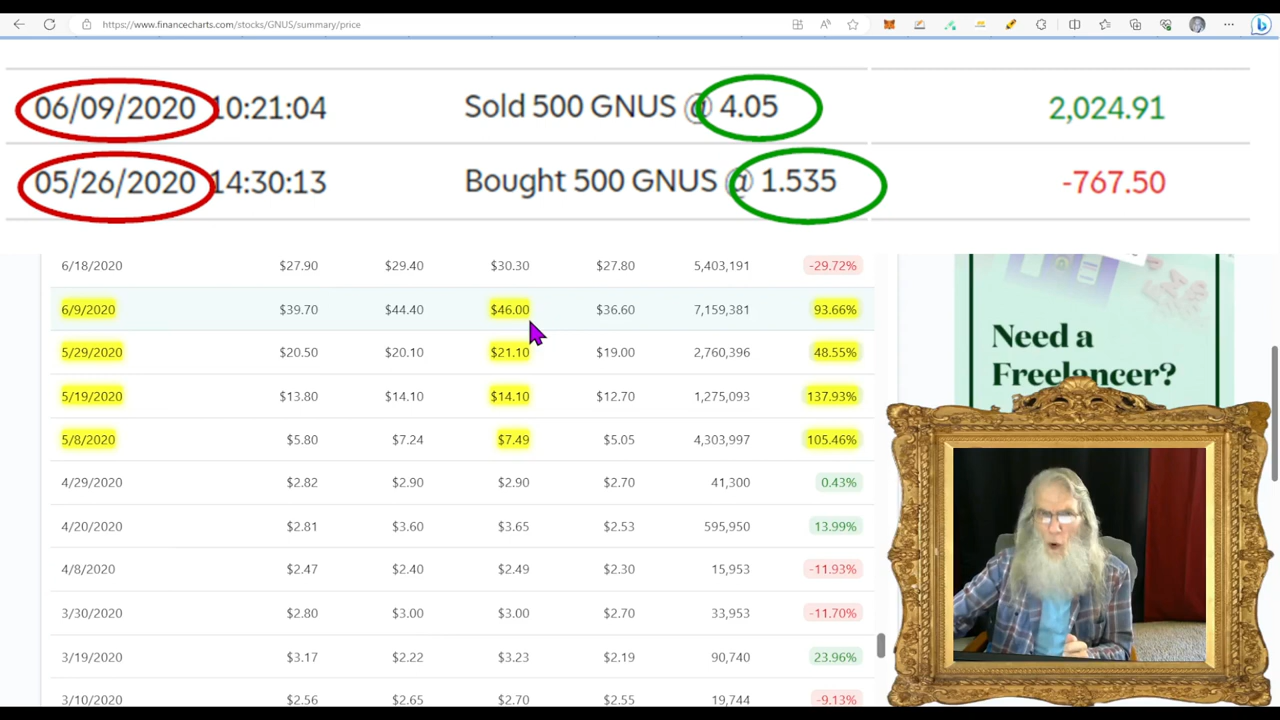 https://www.financecharts.com/stocks/GNUS/summary/price
06/09/2020 10:21:04 Sold 500 GNUS @ 4.05 2,024.91
05/26/2020 14:30:13 Bought 500 GNUS @ 1.535 -767.50
6/18/2020 $27.90 $29.40 $30.30 $27.80 5,403,191 -29.72%
6/9/2020 $39.70 $44.40 $46.00 $36.60 7,159,381 93.66%
5/29/2020 $20.50 $20.10 $21.10 $19.00 2,760,396 48.55%
5/19/2020 $13.80 $14.10 $14.10 $12.70 1,275,093 137.93%
5/8/2020 $5.80 $7.24 $7.49 $5.05 4,303,997 105.46%
4/29/2020 $2.82 $2.90 $2.90 $2.70 41,300 0.43%
4/20/2020 $2.81 $3.60 $3.65 $2.53 595,950 13.99%
4/8/2020 $2.47 $2.40 $2.49 $2.30 15,953 -11.93%
3/30/2020 $2.80 $3.00 $3.00 $2.70 33,953 -11.70%
3/19/2020 $3.17 $2.22 $3.23 $2.19 90,740 23.96%
3/10/2020 $2.56 $2.65 $2.70 $2.55 19,744 -9.13%
Need a
Freelancer?